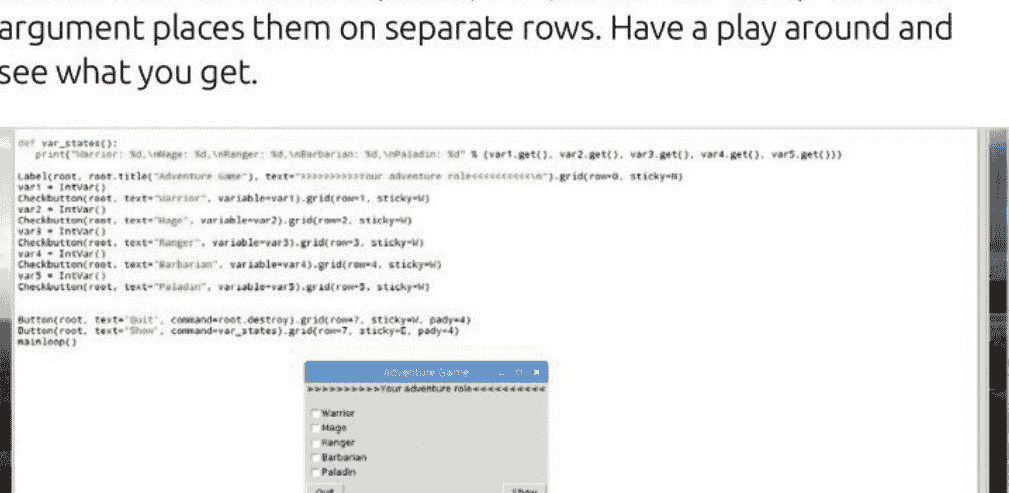 argument places them on separate rows. Have a play around and
see what you get.
def var_states():
print("Warrior: %d,\nMage: %d,\nRanger: %d,\nBarbarian: %d,\nPaladin: %d" % (var1.get(), var2.get(), var3.get(), var4.get(), var5.get()))
Label(root, root.title("Adventure Game"), text=">>>>>>>>>>Your adventure role<<<<<<<<<<\n").grid(row=0, sticky=N)
var1 = IntVar()
Checkbutton(root, text="Warrior", variable=var1).grid(row=1, sticky=W)
var2 = IntVar()
Checkbutton(root, text="Mage", variable=var2).grid(row=2, sticky=W)
var3 = IntVar()
Checkbutton(root, text="Ranger", variable=var3).grid(row=3, sticky=W)
var4 = IntVar()
Checkbutton(root, text="Barbarian", variable=var4).grid(row=4, sticky=W)
var5 = IntVar()
Checkbutton(root, text="Paladin", variable=var5).grid(row=5, sticky=W)
Button(root, text='Quit', command=root.destroy).grid(row=7, sticky=W, pady=4)
Button(root, text='Show', command=var_states).grid(row=7, sticky=E, pady=4)
mainloop()
Adventure Game
>>>>>>>>>>Your adventure role<<<<<<<<<<
Warrior
Mage
Ranger
Barbarian
Paladin
Quit Show